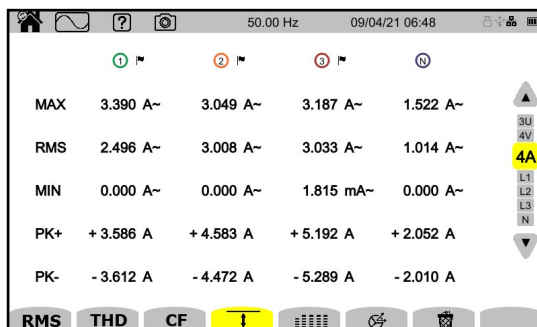 ? 50.00 Hz 09/04/21 06:48
1 2 3 N
MAX 3.390 A~ 3.049 A~ 3.187 A~ 1.522 A~
RMS 2.496 A~ 3.008 A~ 3.033 A~ 1.014 A~
MIN 0.000 A~ 0.000 A~ 1.815 mA~ 0.000 A~
PK+ + 3.586 A + 4.583 A + 5.192 A + 2.052 A
PK- - 3.612 A - 4.472 A - 5.289 A - 2.010 A
3U
4V
4A
L1
L2
L3
N
RMS THD CF